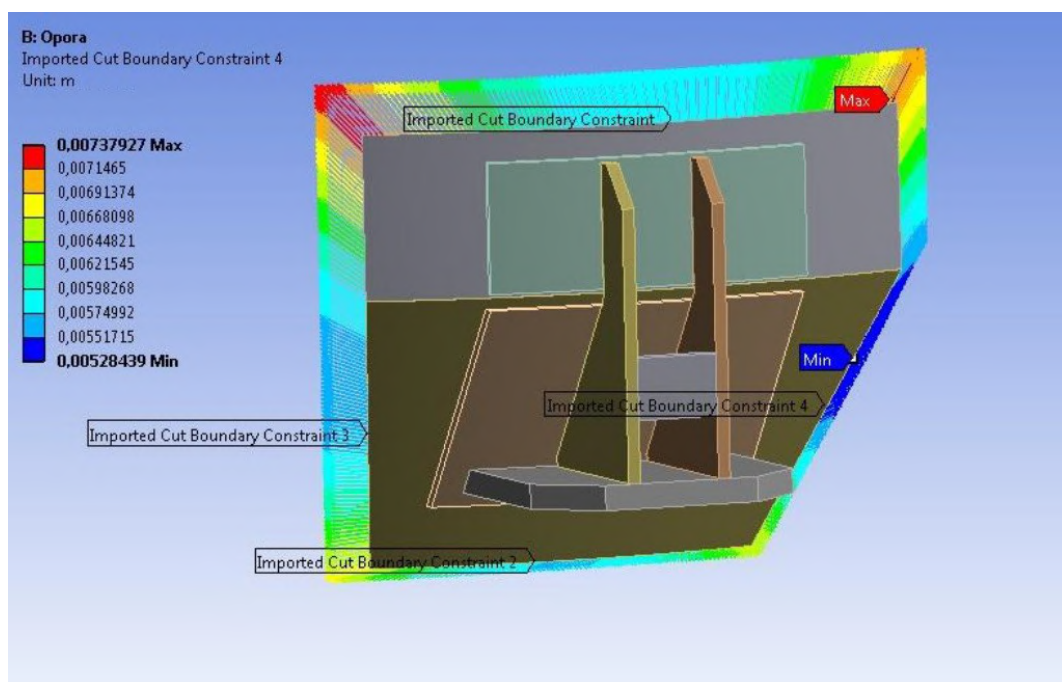 B: Opora
Imported Cut Boundary Constraint 4
Unit: m
0,00737927 Max
0,0071465
0,00691374
0,00668098
0,00644821
0,00621545
0,00598268
0,00574992
0,00551715
0,00528439 Min
Max
Imported Cut Boundary Constraint
Min
Imported Cut Boundary Constraint 4
Imported Cut Boundary Constraint 3
Imported Cut Boundary Constraint 2